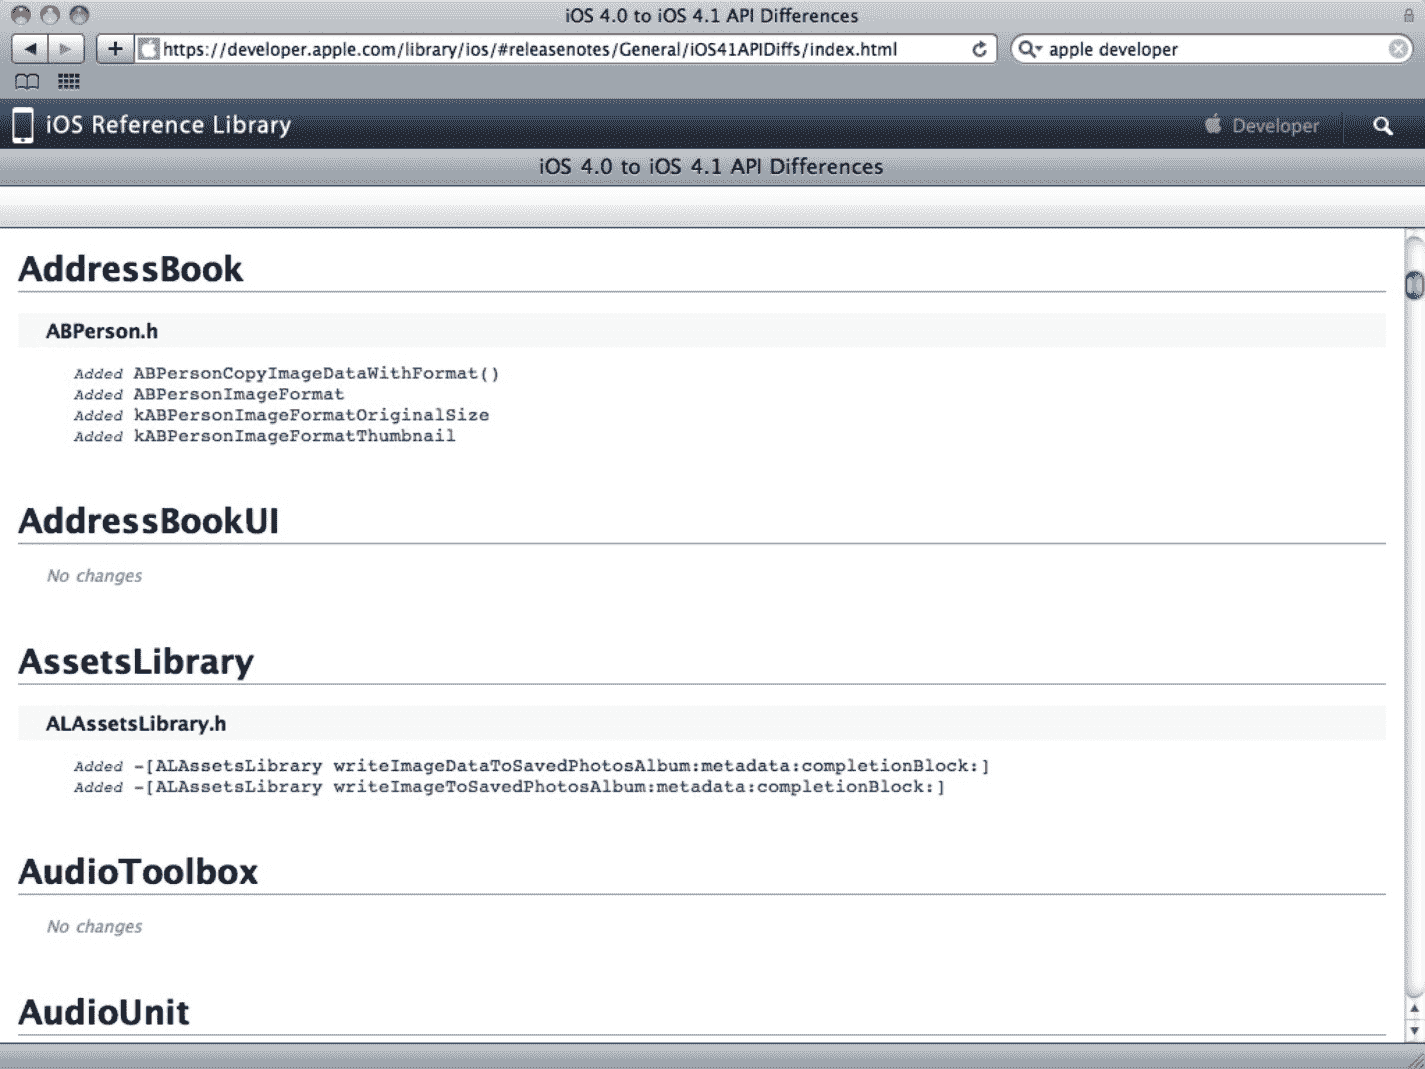 iOS 4.0 to iOS 4.1 API Differences
https://developer.apple.com/library/ios/#releasenotes/General/iOS41APIDiffs/index.html
apple developer
iOS Reference Library
Developer
iOS 4.0 to iOS 4.1 API Differences
AddressBook
ABPerson.h
Added ABPersonCopyImageDataWithFormat()
Added ABPersonImageFormat
Added kABPersonImageFormatOriginalSize
Added kABPersonImageFormatThumbnail
AddressBookUI
No changes
AssetsLibrary
ALAssetsLibrary.h
Added -[ALAssetsLibrary writeImageDataToSavedPhotosAlbum:metadata:completionBlock:]
Added -[ALAssetsLibrary writeImageToSavedPhotosAlbum:metadata:completionBlock:]
AudioToolbox
No changes
AudioUnit